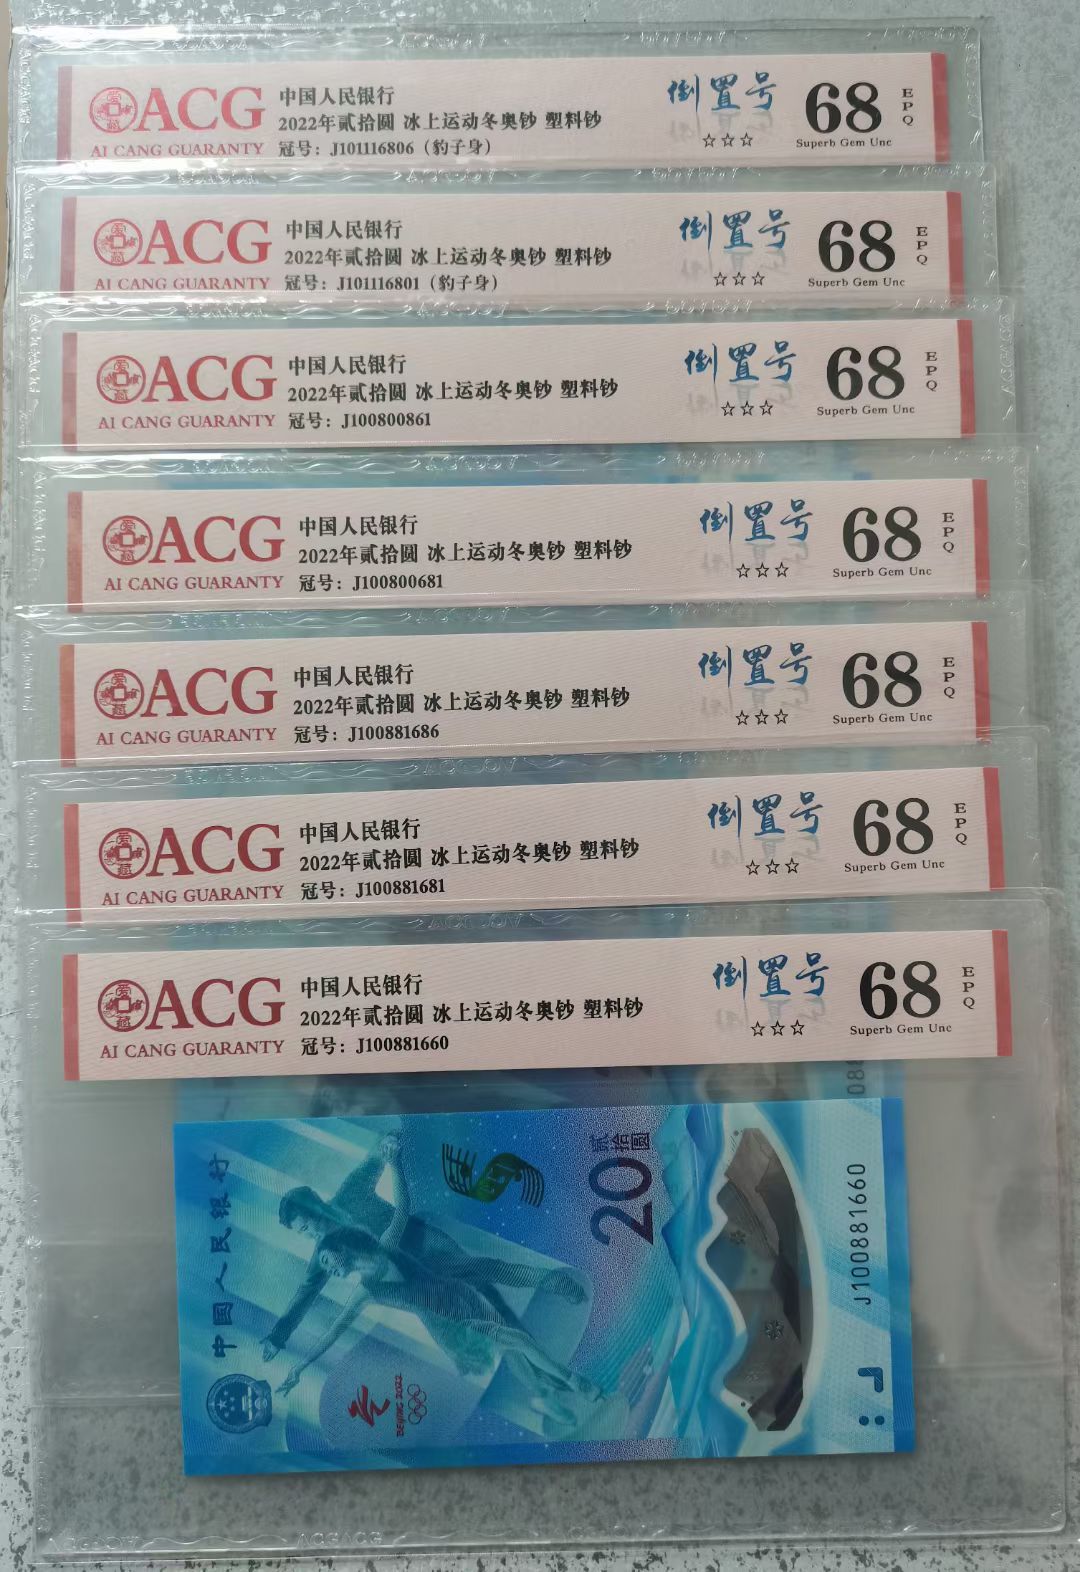 ACG
AI CANG GUARANTY
中国人民银行
2022年贰拾圆 冰上运动冬奥钞 塑料钞
冠号：J101116806（豹子身）
倒置号
☆☆☆
68
Superb Gem Unc
EPQ
ACG
AI CANG GUARANTY
中国人民银行
2022年贰拾圆 冰上运动冬奥钞 塑料钞
冠号：J101116801（豹子身）
倒置号
☆☆☆
68
Superb Gem Unc
EPQ
ACG
AI CANG GUARANTY
中国人民银行
2022年贰拾圆 冰上运动冬奥钞 塑料钞
冠号：J100800861
倒置号
☆☆☆
68
Superb Gem Unc
EPQ
ACG
AI CANG GUARANTY
中国人民银行
2022年贰拾圆 冰上运动冬奥钞 塑料钞
冠号：J100800681
倒置号
☆☆☆
68
Superb Gem Unc
EPQ
ACG
AI CANG GUARANTY
中国人民银行
2022年贰拾圆 冰上运动冬奥钞 塑料钞
冠号：J100881686
倒置号
☆☆☆
68
Superb Gem Unc
EPQ
ACG
AI CANG GUARANTY
中国人民银行
2022年贰拾圆 冰上运动冬奥钞 塑料钞
冠号：J100881681
倒置号
☆☆☆
68
Superb Gem Unc
EPQ
ACG
AI CANG GUARANTY
中国人民银行
2022年贰拾圆 冰上运动冬奥钞 塑料钞
冠号：J100881660
倒置号
☆☆☆
68
Superb Gem Unc
EPQ
中国人民银行
BEIJING 2022
20
贰拾圆
J100881660